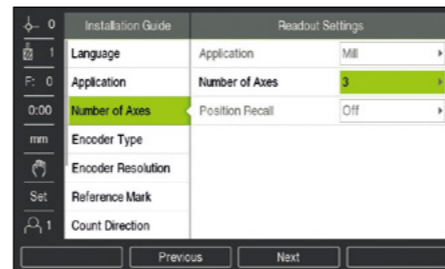 0
Installation Guide
Readout Settings
1
Language
Application
Mill
F: 0
Application
Number of Axes
3
0:00
Number of Axes
Position Recall
Off
mm
Encoder Type
Encoder Resolution
Set
Reference Mark
1
Count Direction
Previous
Next